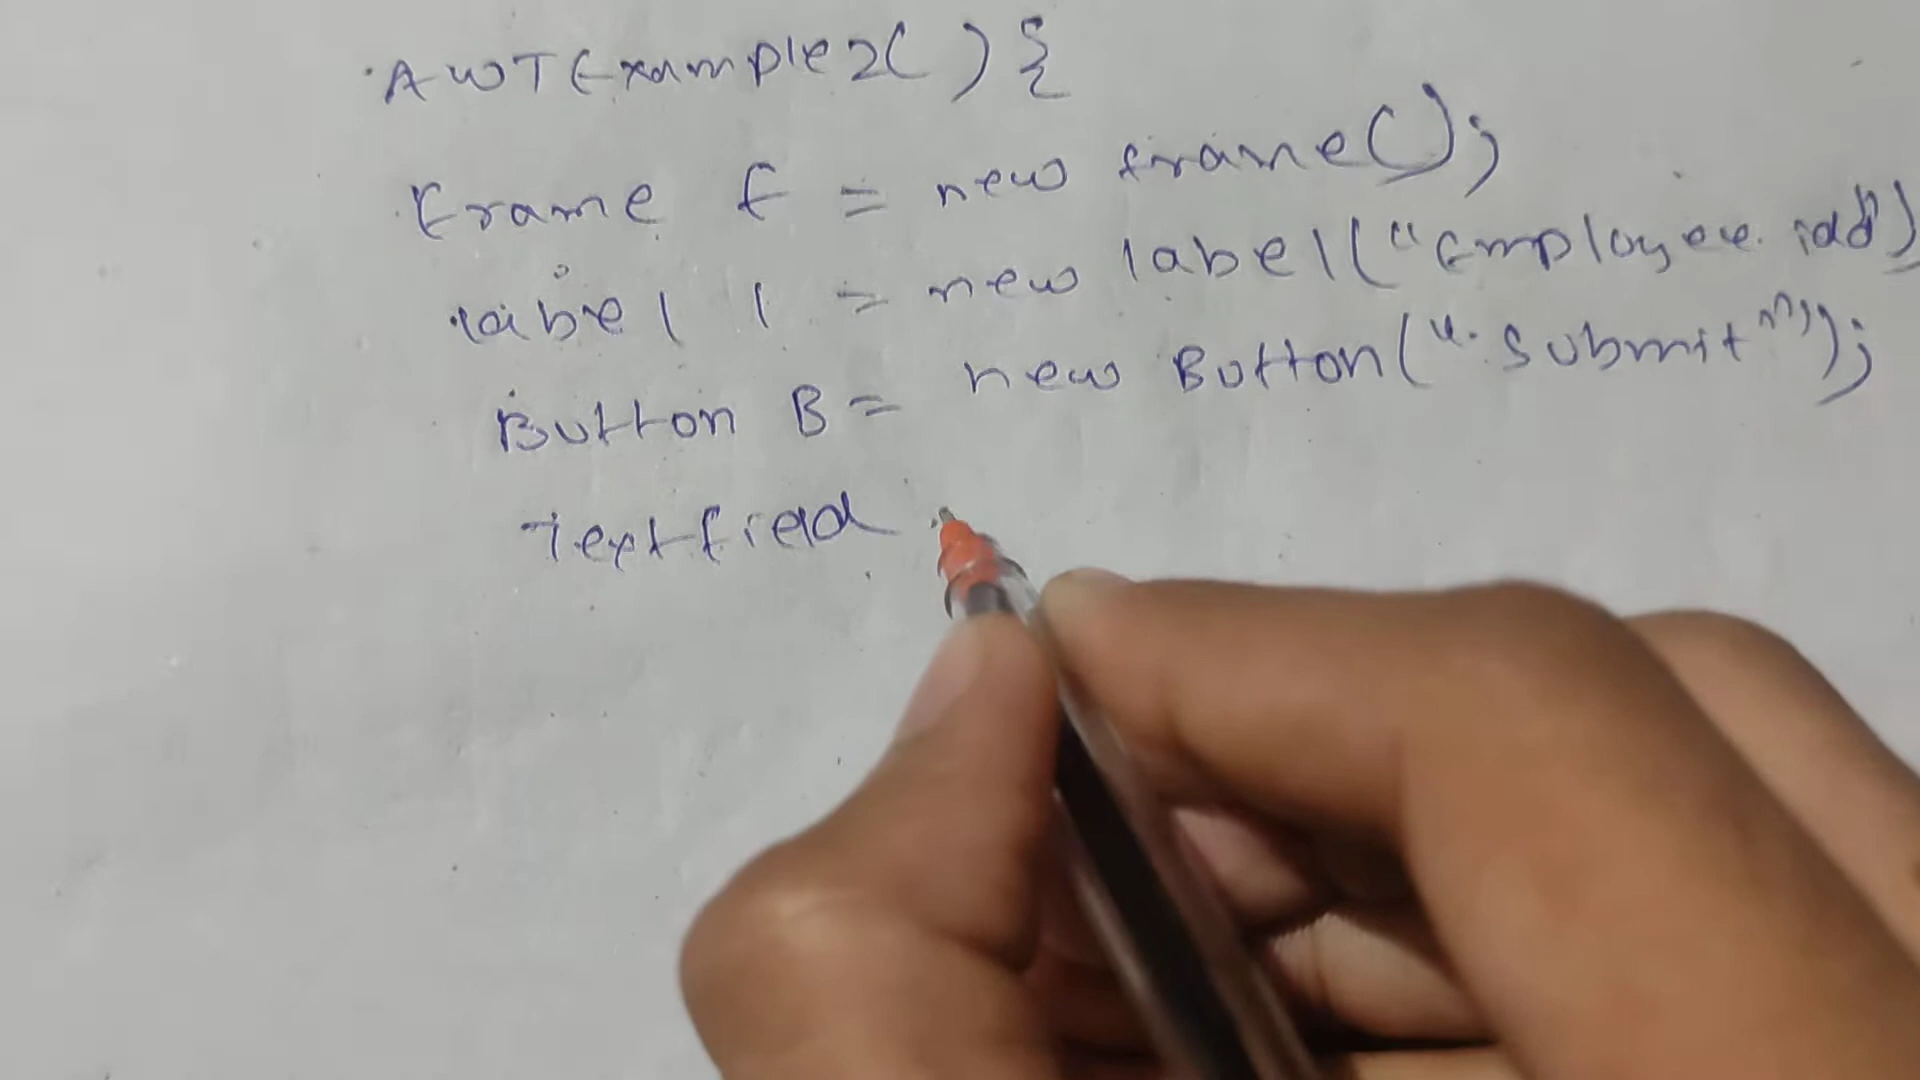 AWTExample2(){
Frame f = new frame();
label l = new label("Employee id")
Button B = new Button("Submit");
Textfield